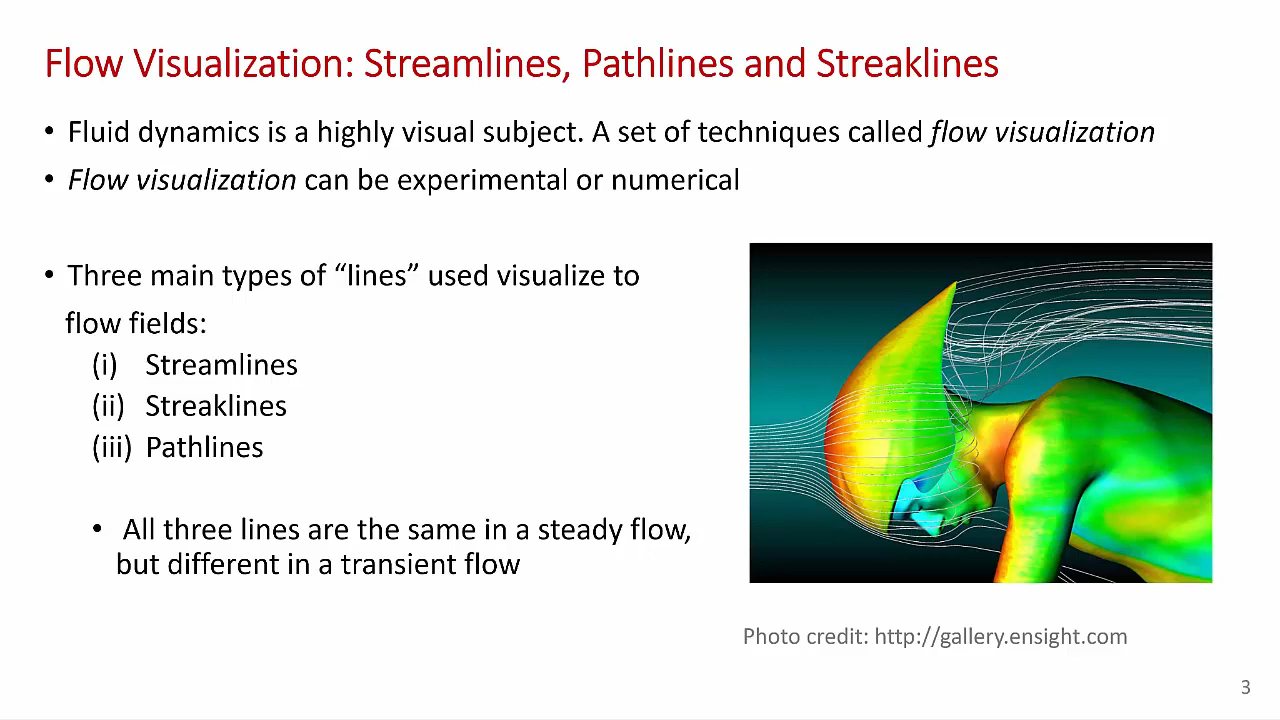 Flow Visualization: Streamlines, Pathlines and Streaklines
• Fluid dynamics is a highly visual subject. A set of techniques called flow visualization
• Flow visualization can be experimental or numerical
• Three main types of “lines” used visualize to
flow fields:
(i) Streamlines
(ii) Streaklines
(iii) Pathlines
• All three lines are the same in a steady flow,
but different in a transient flow
Photo credit: http://gallery.ensight.com
3